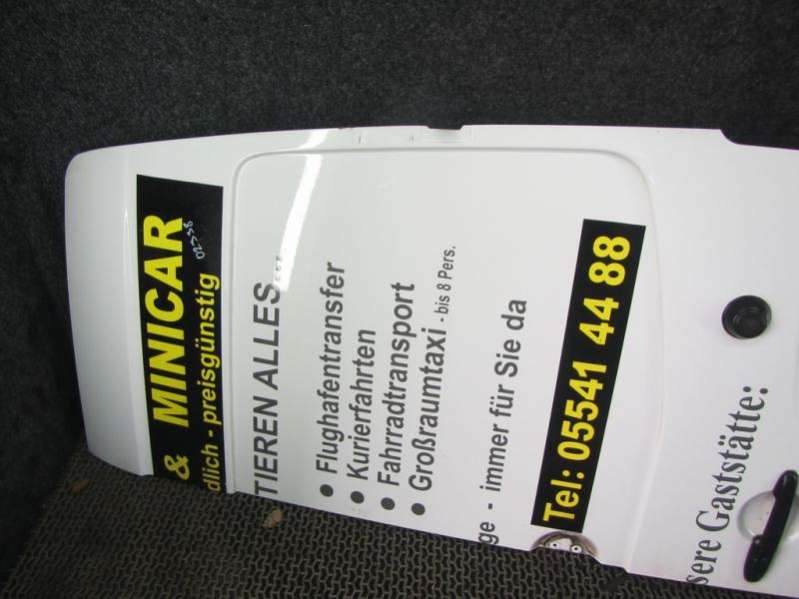 & MINICAR
dlich - preisgünstig
TIEREN ALLES...
• Flughafentransfer
• Kurierfahrten
• Fahrradtransport
• Großraumtaxi - bis 8 Pers.
ge - immer für Sie da
Tel: 05541 44 88
sere Gaststätte: